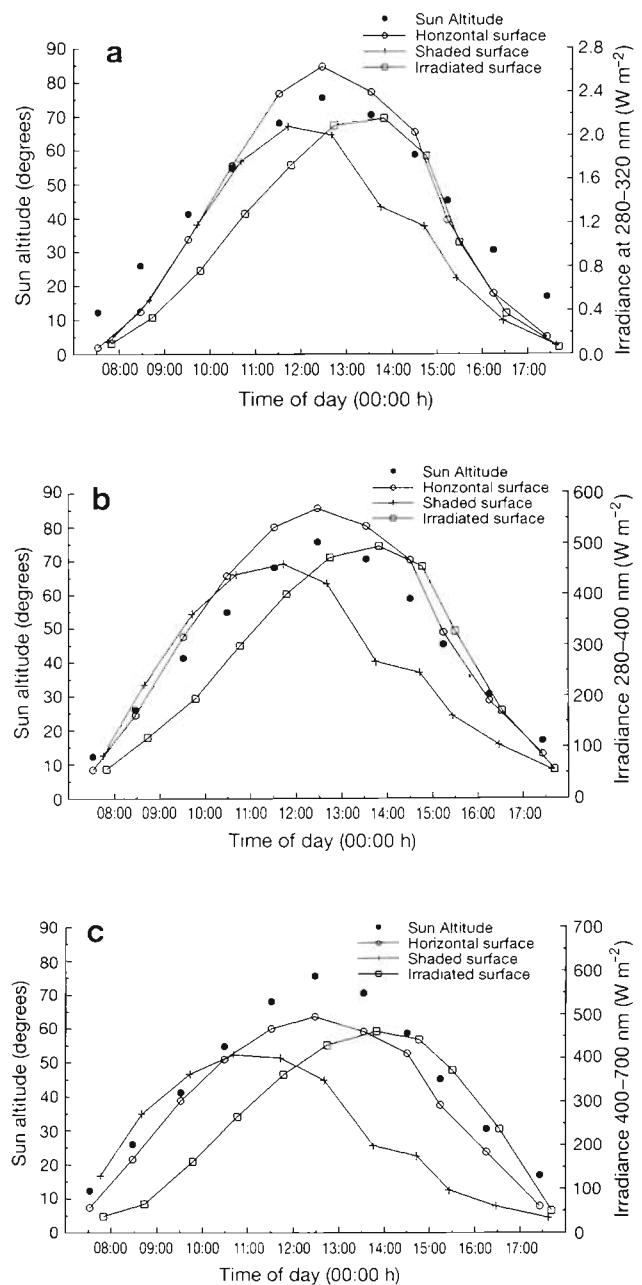 a
Sun Altitude
Horzontal surface
Shaded surface
Irradiated surface
Sun altitude (degrees)
90
80
70
60
50
40
30
20
10
0
2.8
2.4
2.0
1.6
1.2
0.8
0.4
0.0
Irradiance at 280–320 nm (W m⁻²)
08:00 09:00 10:00 11:00 12:00 13:00 14:00 15:00 16:00 17:00
Time of day (00:00 h)
b
Sun Altitude
Horzontal surface
Shaded surface
Irradiated surface
Sun altitude (degrees)
90
80
70
60
50
40
30
20
10
0
600
500
400
300
200
100
0
Irradiance 280–400 nm (W m⁻²)
08:00 09:00 10:00 11:00 12:00 13:00 14:00 15:00 16:00 17:00
Time of day (00:00 h)
c
Sun Altitude
Horizontal surface
Shaded surface
Irradiated surface
Sun altitude (degrees)
90
80
70
60
50
40
30
20
10
0
700
600
500
400
300
200
100
0
Irradiance 400–700 nm (W m⁻²)
08:00 09:00 10:00 11:00 12:00 13:00 14:00 15:00 16:00 17:00
Time of day (00:00 h)